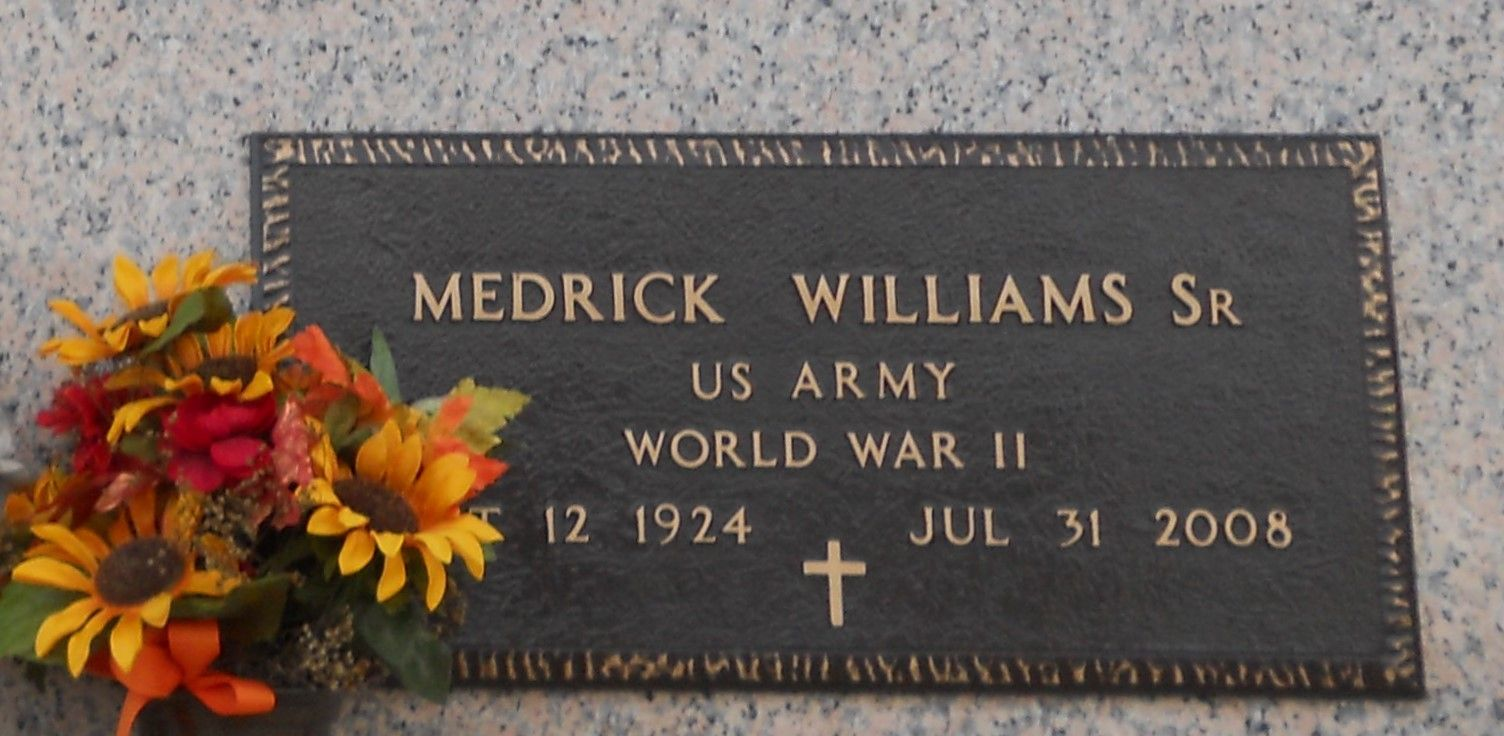 MEDRICK WILLIAMS SR
US ARMY
WORLD WAR II
12 1924 JUL 31 2008